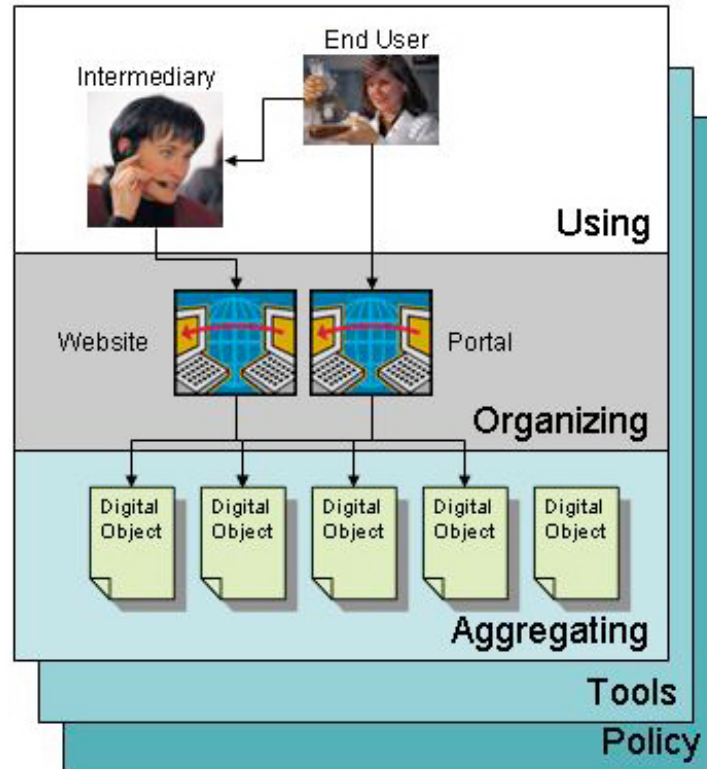 End User
Intermediary
Using
Website
Portal
Organizing
Digital
Object
Digital
Object
Digital
Object
Digital
Object
Digital
Object
Aggregating
Tools
Policy